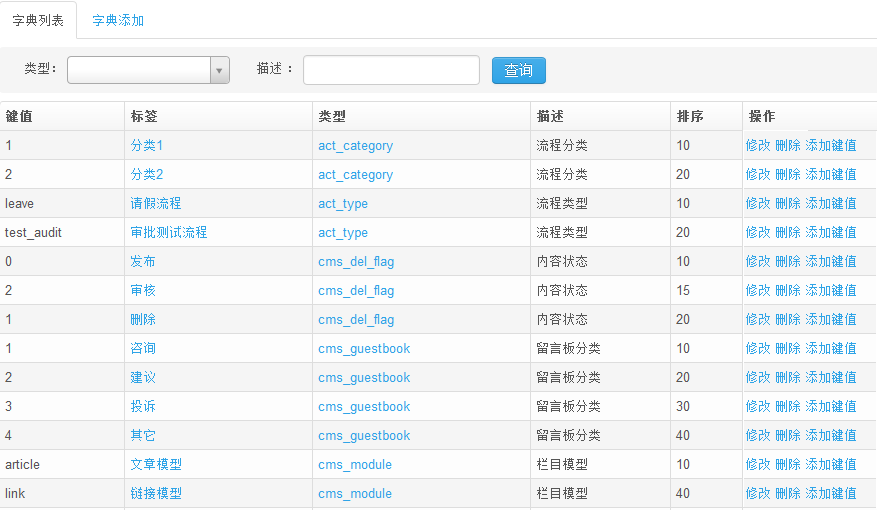 字典列表 字典添加
类型： 描述 ： 查询
键值 标签 类型 描述 排序 操作
1 分类1 act_category 流程分类 10 修改 删除 添加键值
2 分类2 act_category 流程分类 20 修改 删除 添加键值
leave 请假流程 act_type 流程类型 10 修改 删除 添加键值
test_audit 审批测试流程 act_type 流程类型 20 修改 删除 添加键值
0 发布 cms_del_flag 内容状态 10 修改 删除 添加键值
2 审核 cms_del_flag 内容状态 15 修改 删除 添加键值
1 删除 cms_del_flag 内容状态 20 修改 删除 添加键值
1 咨询 cms_guestbook 留言板分类 10 修改 删除 添加键值
2 建议 cms_guestbook 留言板分类 20 修改 删除 添加键值
3 投诉 cms_guestbook 留言板分类 30 修改 删除 添加键值
4 其它 cms_guestbook 留言板分类 40 修改 删除 添加键值
article 文章模型 cms_module 栏目模型 10 修改 删除 添加键值
link 链接模型 cms_module 栏目模型 40 修改 删除 添加键值